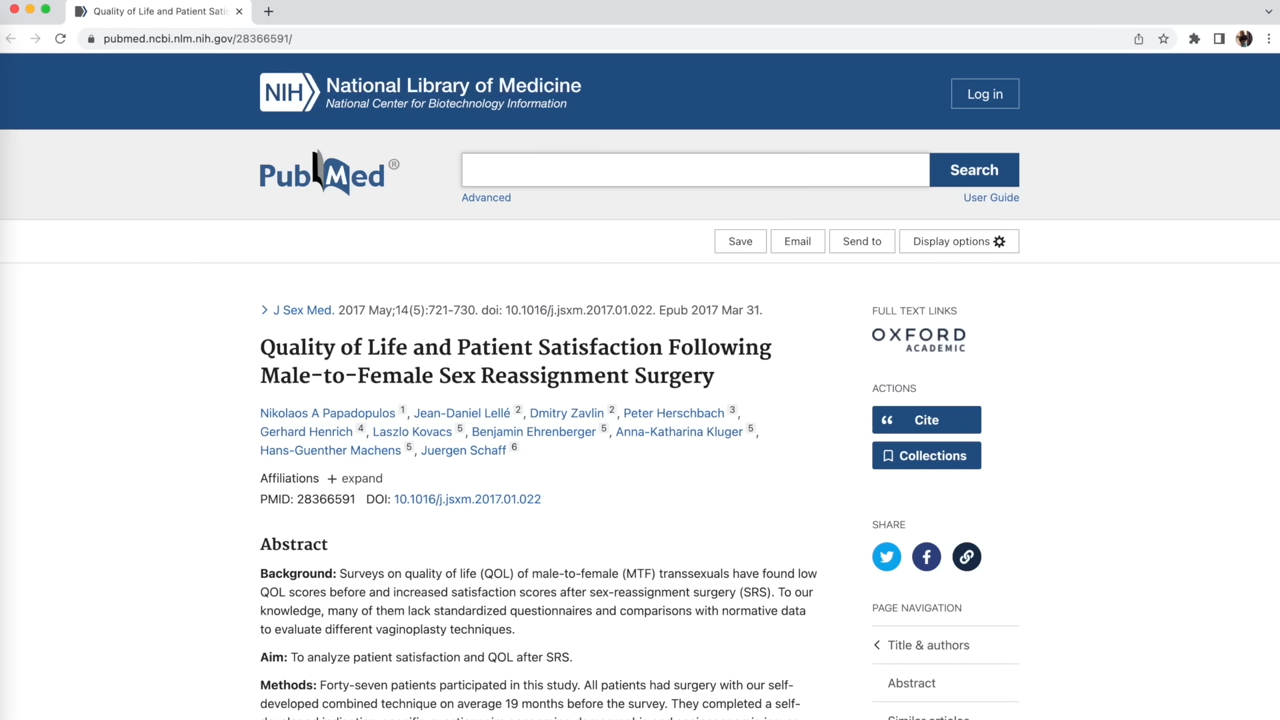 Quality of Life and Patient Sati
pubmed.ncbi.nlm.nih.gov/28366591/
NIH National Library of Medicine
National Center for Biotechnology Information
Log in
PubMed®
Search
Advanced
User Guide
Save
Email
Send to
Display options
J Sex Med. 2017 May;14(5):721-730. doi: 10.1016/j.jsxm.2017.01.022. Epub 2017 Mar 31.
Quality of Life and Patient Satisfaction Following
Male-to-Female Sex Reassignment Surgery
Nikolaos A Papadopulos 1, Jean-Daniel Lellé 2, Dmitry Zavlin 2, Peter Herschbach 3,
Gerhard Henrich 4, Laszlo Kovacs 5, Benjamin Ehrenberger 5, Anna-Katharina Kluger 5,
Hans-Guenther Machens 5, Juergen Schaff 6
Affiliations + expand
PMID: 28366591 DOI: 10.1016/j.jsxm.2017.01.022
Abstract
Background: Surveys on quality of life (QOL) of male-to-female (MTF) transsexuals have found low
QOL scores before and increased satisfaction scores after sex-reassignment surgery (SRS). To our
knowledge, many of them lack standardized questionnaires and comparisons with normative data
to evaluate different vaginoplasty techniques.
Aim: To analyze patient satisfaction and QOL after SRS.
Methods: Forty-seven patients participated in this study. All patients had surgery with our self-
developed combined technique on average 19 months before the survey. They completed a self-
FULL TEXT LINKS
OXFORD
ACADEMIC
ACTIONS
Cite
Collections
SHARE
PAGE NAVIGATION
Title & authors
Abstract
Similar articles